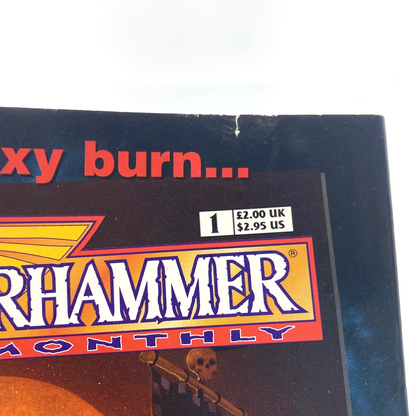 xy burn...
1 £2.00 UK
$2.95 US
RHAMMER®
MONTHLY